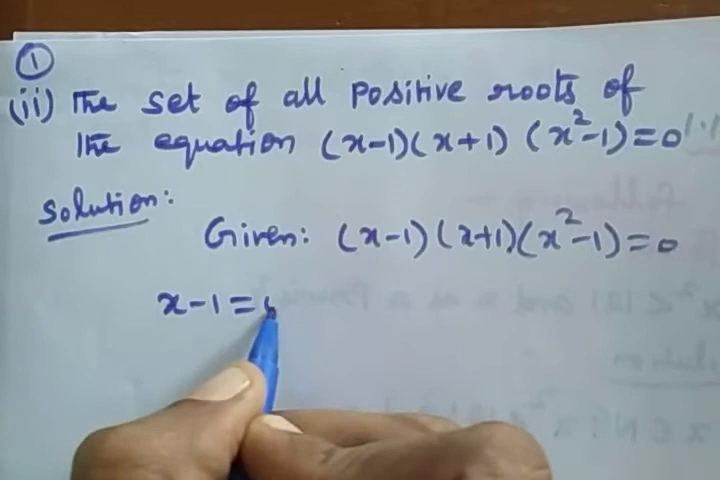 ①
(ii) The set of all positive roots of
the equation (x-1)(x+1) (x²-1)=0
Solution:
Given: (x-1)(x+1)(x²-1)=0
x-1=